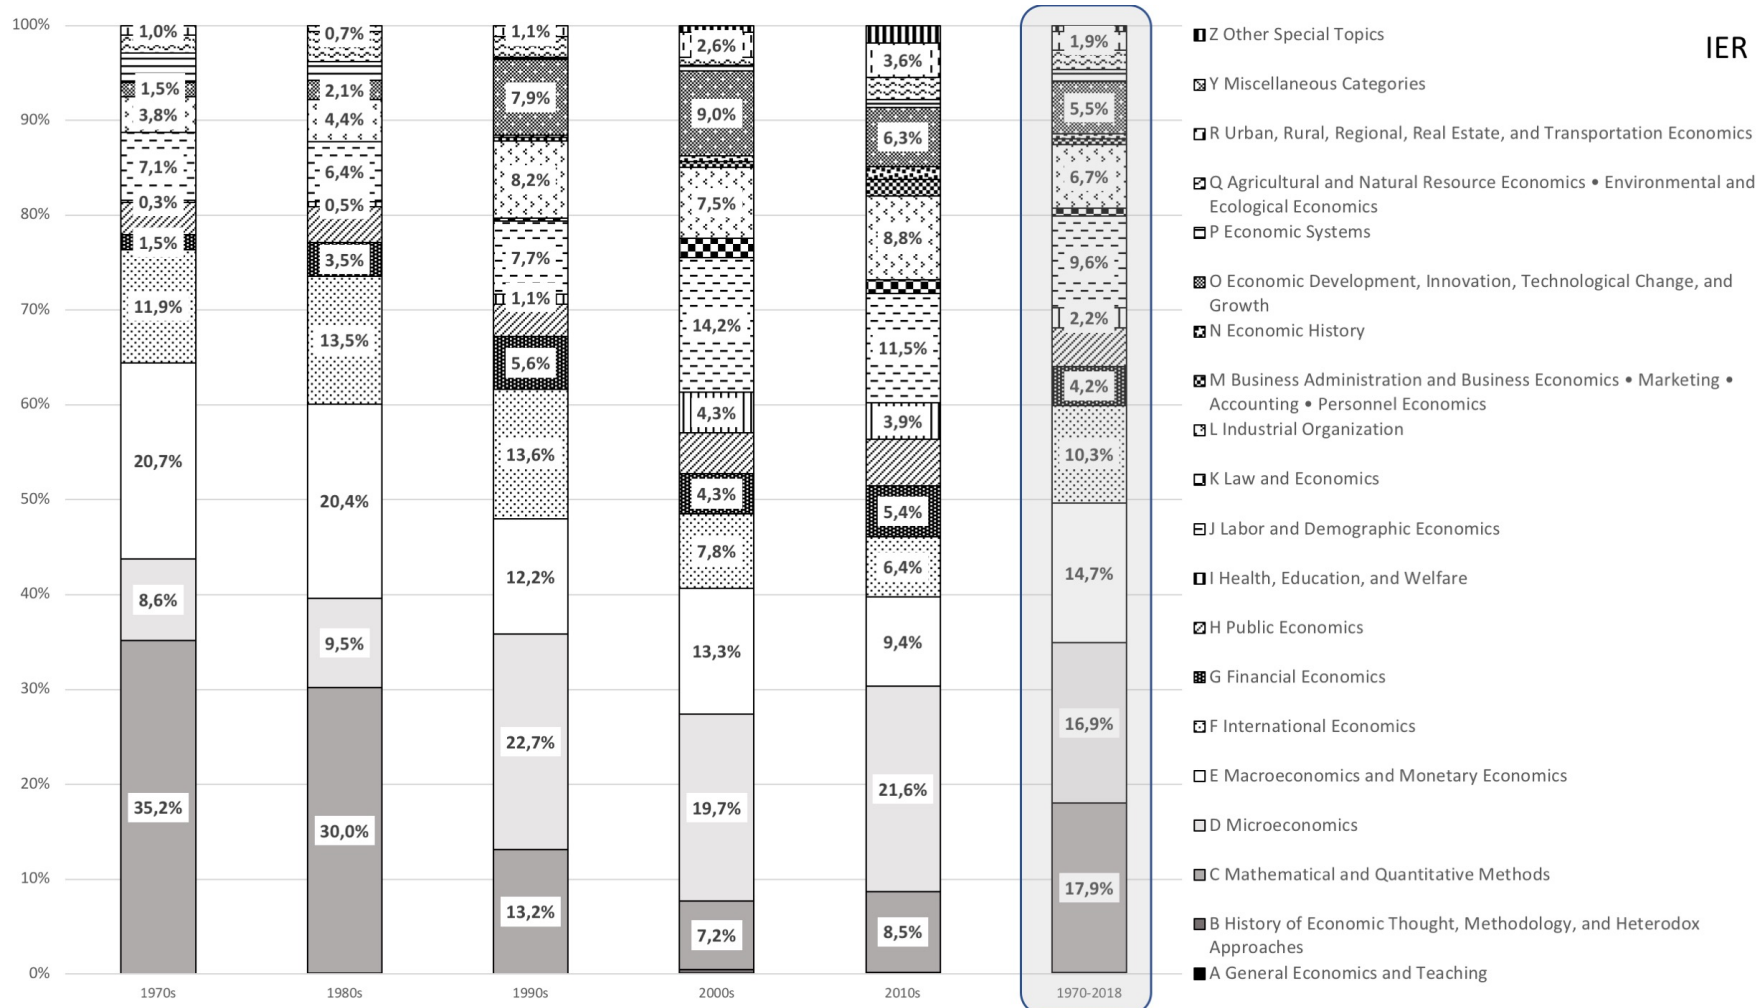 IER
100%
90%
80%
70%
60%
50%
40%
30%
20%
10%
0%
1,0%
1,5%
3,8%
7,1%
0,3%
1,5%
11,9%
20,7%
8,6%
35,2%
1970s
0,7%
2,1%
4,4%
6,4%
0,5%
3,5%
13,5%
20,4%
9,5%
30,0%
1980s
1,1%
7,9%
8,2%
7,7%
1,1%
5,6%
13,6%
12,2%
22,7%
13,2%
1990s
2,6%
9,0%
7,5%
14,2%
4,3%
4,3%
7,8%
13,3%
19,7%
7,2%
2000s
3,6%
6,3%
8,8%
11,5%
3,9%
5,4%
6,4%
9,4%
21,6%
8,5%
2010s
1,9%
5,5%
6,7%
9,6%
2,2%
4,2%
10,3%
14,7%
16,9%
17,9%
1970-2018
Z Other Special Topics
Y Miscellaneous Categories
R Urban, Rural, Regional, Real Estate, and Transportation Economics
Q Agricultural and Natural Resource Economics • Environmental and
Ecological Economics
P Economic Systems
O Economic Development, Innovation, Technological Change, and
Growth
N Economic History
M Business Administration and Business Economics • Marketing •
Accounting • Personnel Economics
L Industrial Organization
K Law and Economics
J Labor and Demographic Economics
I Health, Education, and Welfare
H Public Economics
G Financial Economics
F International Economics
E Macroeconomics and Monetary Economics
D Microeconomics
C Mathematical and Quantitative Methods
B History of Economic Thought, Methodology, and Heterodox
Approaches
A General Economics and Teaching